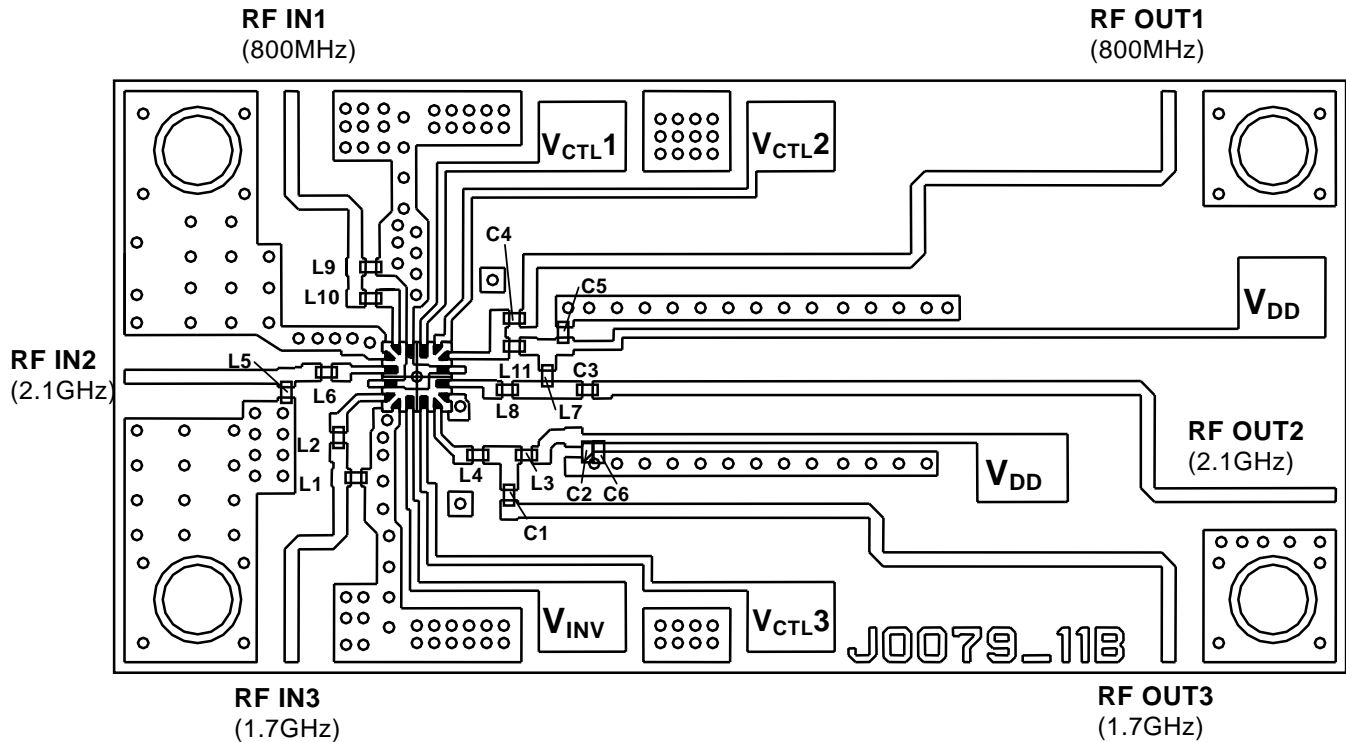 RF IN1
(800MHz)
RF OUT1
(800MHz)
VCTL1
VCTL2
C4
L9
C5
L10
VDD
RF IN2
(2.1GHz)
L5
L6
L11
C3
L8
L7
L2
RF OUT2
(2.1GHz)
L1
L4
L3
C2
C6
VDD
C1
VINV
VCTL3
J0079_11B
RF IN3
(1.7GHz)
RF OUT3
(1.7GHz)